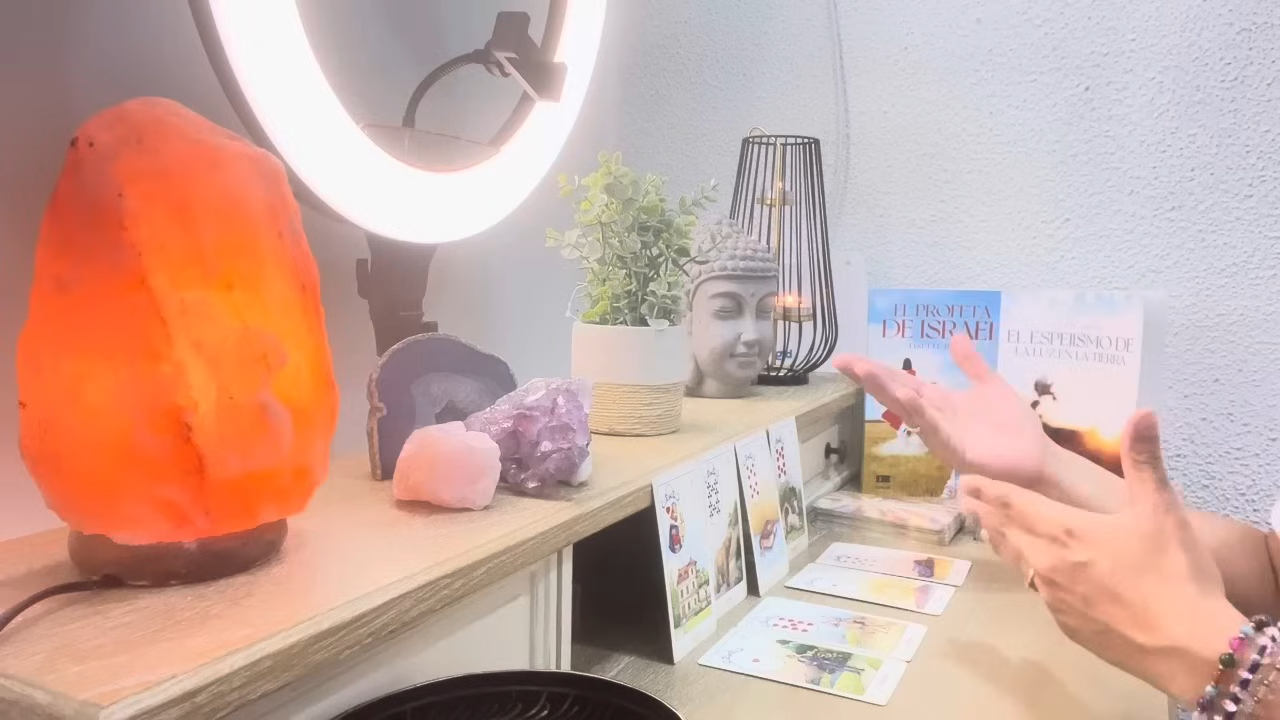 EL PROFETA
DE ISRAEL
EL ESPEJISMO DE
LA LUZ EN LA TIERRA